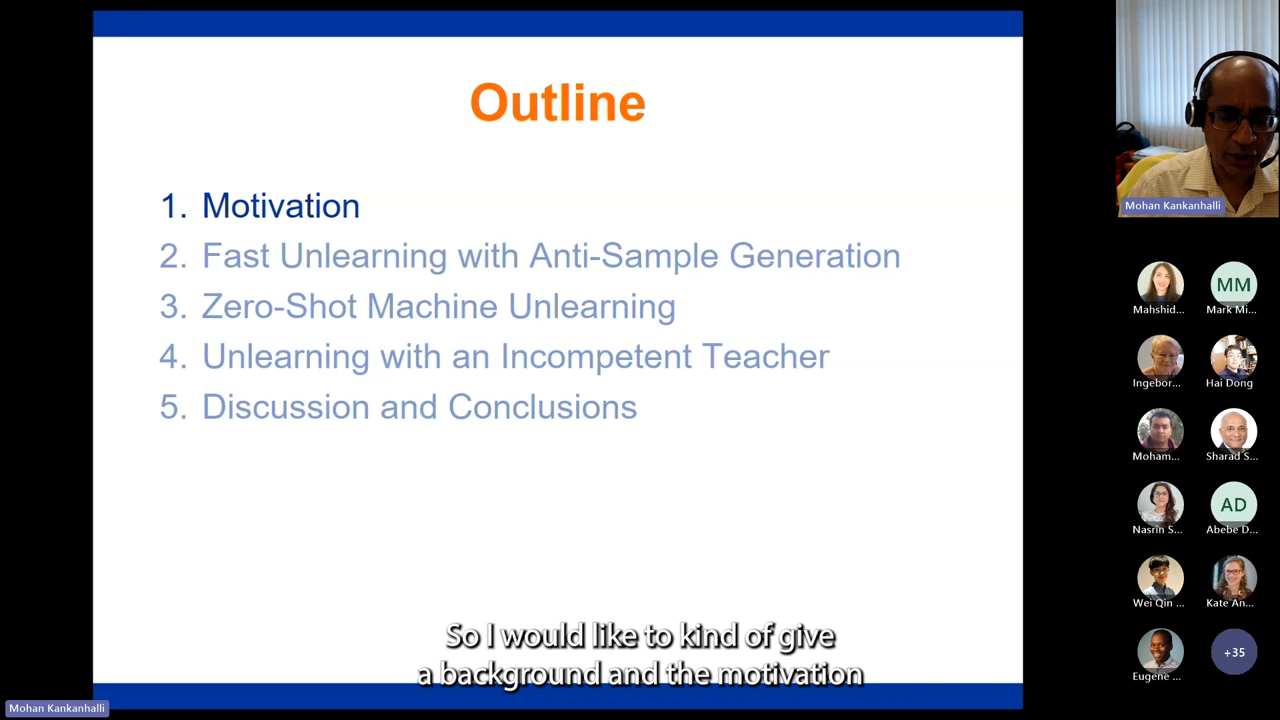 Outline
1. Motivation
2. Fast Unlearning with Anti-Sample Generation
3. Zero-Shot Machine Unlearning
4. Unlearning with an Incompetent Teacher
5. Discussion and Conclusions
So I would like to kind of give
a background and the motivation
Mohan Kankanhalli
Mohan Kankanhalli
MM
Mahshid...
Mark Mi...
Ingebor...
Hai Dong
Moham...
Sharad S...
AD
Nasrin S...
Abebe D...
Wei Qin ...
Kate An...
+35
Eugene ...